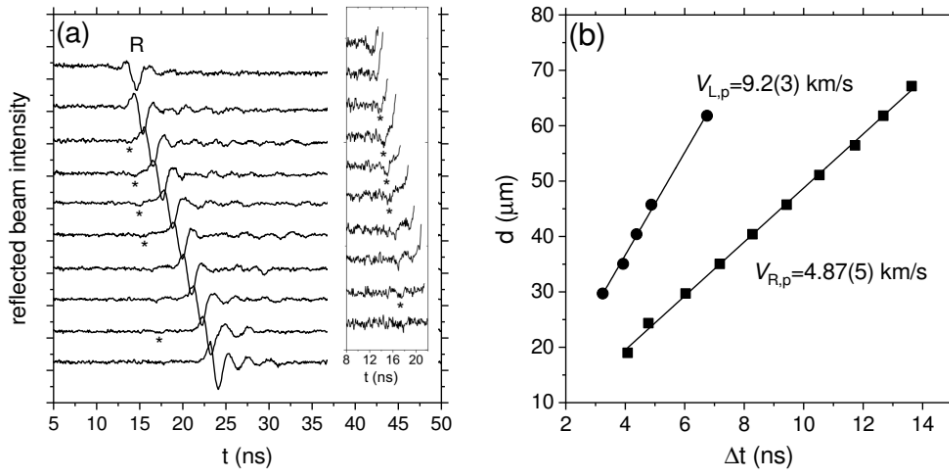 (a)
R
reflected beam intensity
*
*
*
*
*
5 10 15 20 25 30 35 40 45 50
t (ns)
*
*
*
*
*
8 12 16 20
t (ns)
(b)
80
70
60
50
40
30
20
10
d (μm)
V_L,p=9.2(3) km/s
V_R,p=4.87(5) km/s
2 4 6 8 10 12 14
Δt (ns)